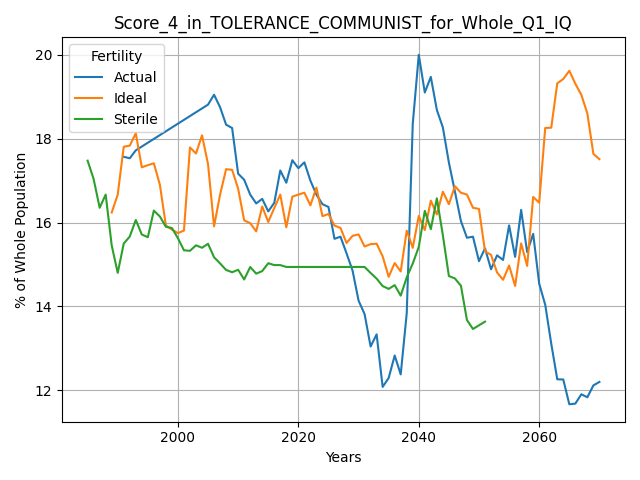 Score_4_in_TOLERANCE_COMMUNIST_for_Whole_Q1_IQ
Fertility
Actual
Ideal
Sterile
% of Whole Population
20
18
16
14
12
2000
2020
2040
2060
Years